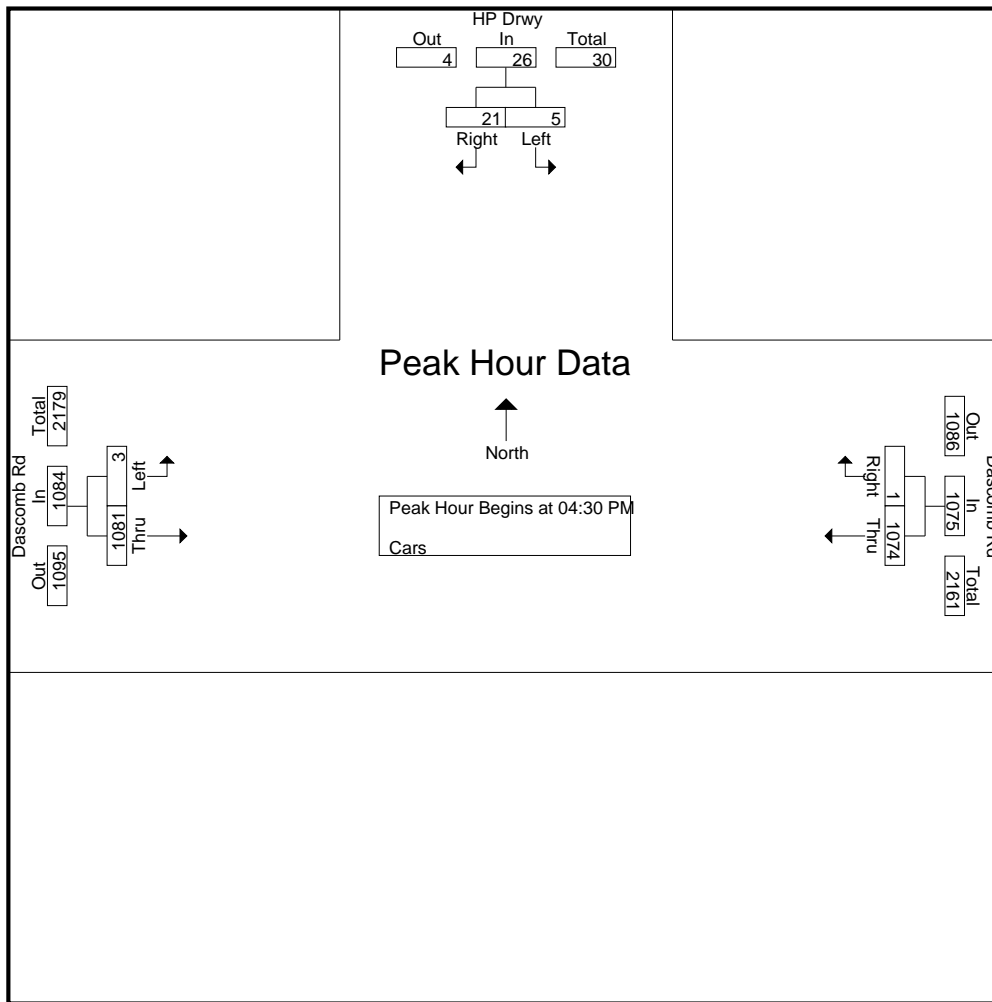 HP Drwy
Out In Total
4 26 30
21 5
Right Left
Peak Hour Data
North
Peak Hour Begins at 04:30 PM
Cars
Dascomb Rd
Out In Total
1095 1084 2179
1081 3
Thru Left
Dascomb Rd
Out In Total
1086 1075 2161
1 1074
Right Thru